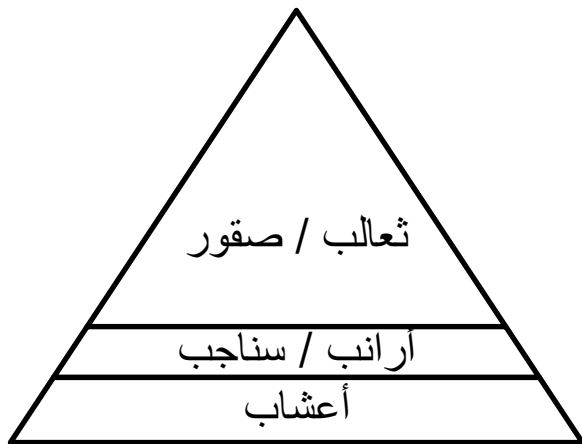 ثعالب / صقور
أرانب / سناجب
أعشاب